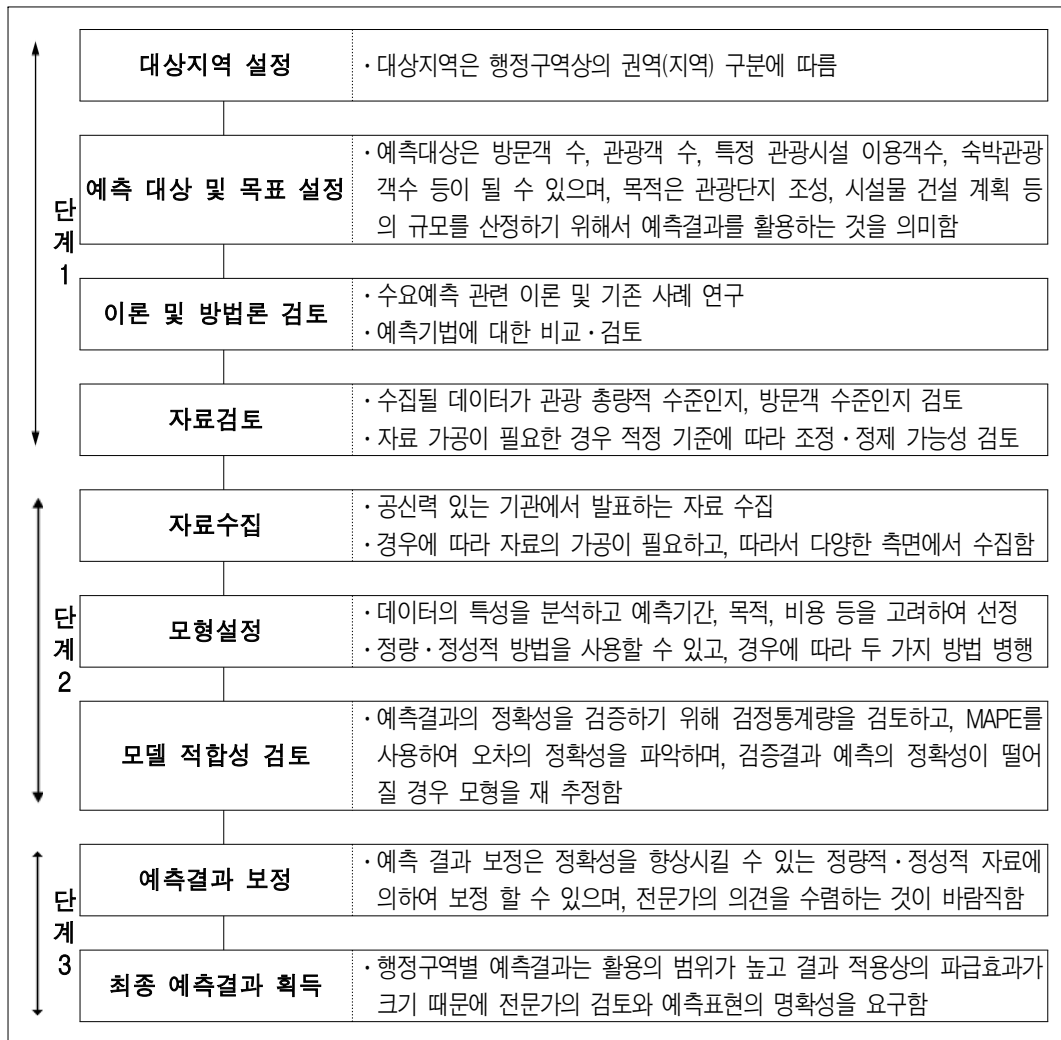 단
계
1
대상지역 설정
· 대상지역은 행정구역상의 권역(지역) 구분에 따름
예측 대상 및 목표 설정
· 예측대상은 방문객 수, 관광객 수, 특정 관광시설 이용객수, 숙박관광
객수 등이 될 수 있으며, 목적은 관광단지 조성, 시설물 건설 계획 등
의 규모를 산정하기 위해서 예측결과를 활용하는 것을 의미함
이론 및 방법론 검토
· 수요예측 관련 이론 및 기존 사례 연구
· 예측기법에 대한 비교·검토
자료검토
· 수집될 데이터가 관광 총량적 수준인지, 방문객 수준인지 검토
· 자료 가공이 필요한 경우 적정 기준에 따라 조정·정제 가능성 검토
단
계
2
자료수집
· 공신력 있는 기관에서 발표하는 자료 수집
· 경우에 따라 자료의 가공이 필요하고, 따라서 다양한 측면에서 수집함
모형설정
· 데이터의 특성을 분석하고 예측기간, 목적, 비용 등을 고려하여 선정
· 정량·정성적 방법을 사용할 수 있고, 경우에 따라 두 가지 방법 병행
모델 적합성 검토
· 예측결과의 정확성을 검증하기 위해 검정통계량을 검토하고, MAPE를
사용하여 오차의 정확성을 파악하며, 검증결과 예측의 정확성이 떨어
질 경우 모형을 재 추정함
단
계
3
예측결과 보정
· 예측 결과 보정은 정확성을 향상시킬 수 있는 정량적·정성적 자료에
의하여 보정 할 수 있으며, 전문가의 의견을 수렴하는 것이 바람직함
최종 예측결과 획득
· 행정구역별 예측결과는 활용의 범위가 높고 결과 적용상의 파급효과가
크기 때문에 전문가의 검토와 예측표현의 명확성을 요구함